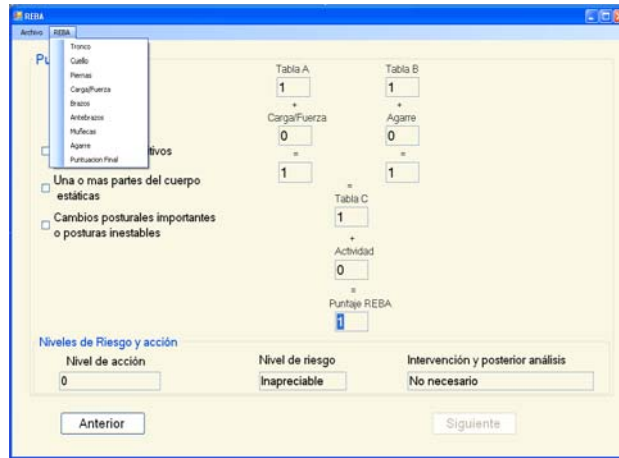 REBA
Archivo REBA
Tronco
Cuello
Piernas
Carga/Fuerza
Brazos
Antebrazos
Muñecas
Agarre
Puntuacion Final
Pu
tivos
Una o mas partes del cuerpo
estáticas
Cambios posturales importantes
o posturas inestables
Tabla A Tabla B
1 1
+ +
Carga/Fuerza Agarre
0 0
= =
1 1
=
Tabla C
1
+
Actividad
0
=
Puntaje REBA
1
Niveles de Riesgo y acción
Nivel de acción Nivel de riesgo Intervención y posterior análisis
0 Inapreciable No necesario
Anterior Siguiente